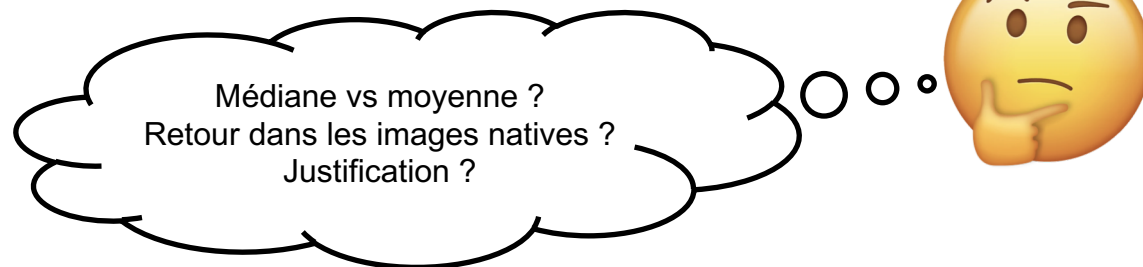 Médiane vs moyenne ?
Retour dans les images natives ?
Justification ?